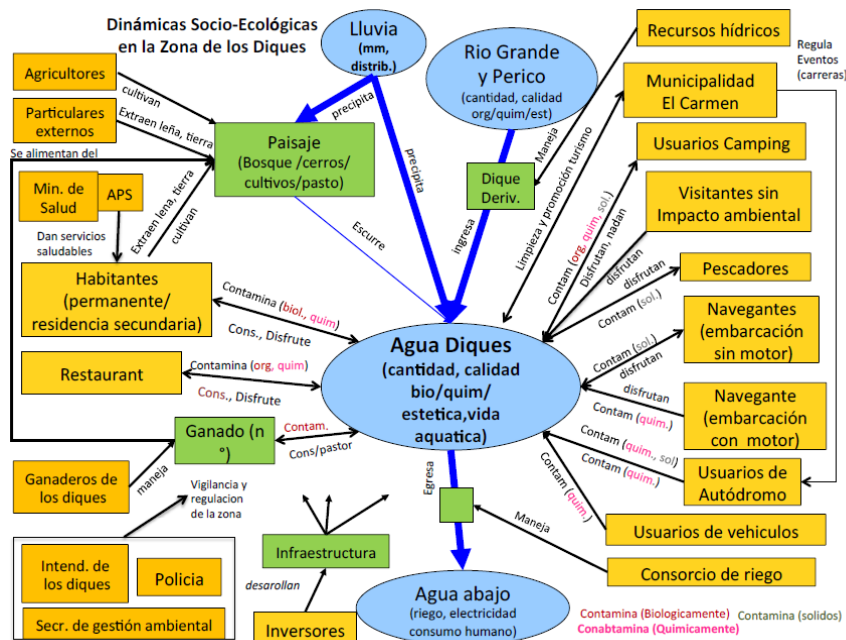 Dinámicas Socio-Ecológicas
en la Zona de los Diques
Lluvia
(mm,
distrib.)
Rio Grande
y Perico
(cantidad, calidad
org/quim/est)
Recursos hídricos
Regula
Eventos
(carreras)
Agricultores
cultivan
Particulares
externos
Extraen leña, tierra
Se alimentan del
precipita
Paisaje
(Bosque /cerros/
cultivos/pasto)
precipita
Dique
Deriv.
Maneja
ingresa
Municipalidad
El Carmen
Limpieza y promoción turismo
Usuarios Camping
Contam (org, quim, sol.)
Disfrutan, nadan
Visitantes sin
Impacto ambiental
disfrutan
Min. de
Salud
APS
Extraen lena, tierra
cultivan
Dan servicios
saludables
Escurre
Habitantes
(permanente/
residencia secundaria)
Contamina (biol., quim)
Cons., Disfrute
disfrutan
Contam (sol.)
Pescadores
Agua Diques
(cantidad, calidad
bio/quim/
estetica,vida
aquatica)
Contam (sol.)
disfrutan
Navegantes
(embarcación
sin motor)
Restaurant
Contamina (org, quim)
Cons., Disfrute
disfrutan
Contam (quim.)
Navegante
(embarcación
con motor)
Ganado (n
°)
Contam.
Cons/pastor
Contam (quim., sol)
Contam (quim.)
Usuarios de
Autódromo
Ganaderos de
los diques
maneja
Vigilancia y
regulacion
de la zona
Egresa
Contam (quim.)
Usuarios de vehiculos
Intend. de
los diques
Policia
Secr. de gestión ambiental
Infraestructura
desarollan
Inversores
Maneja
Consorcio de riego
Agua abajo
(riego, electricidad
consumo humano)
Contamina (Biologicamente)
Contamina (solidos)
Conabtamina (Quimicamente)